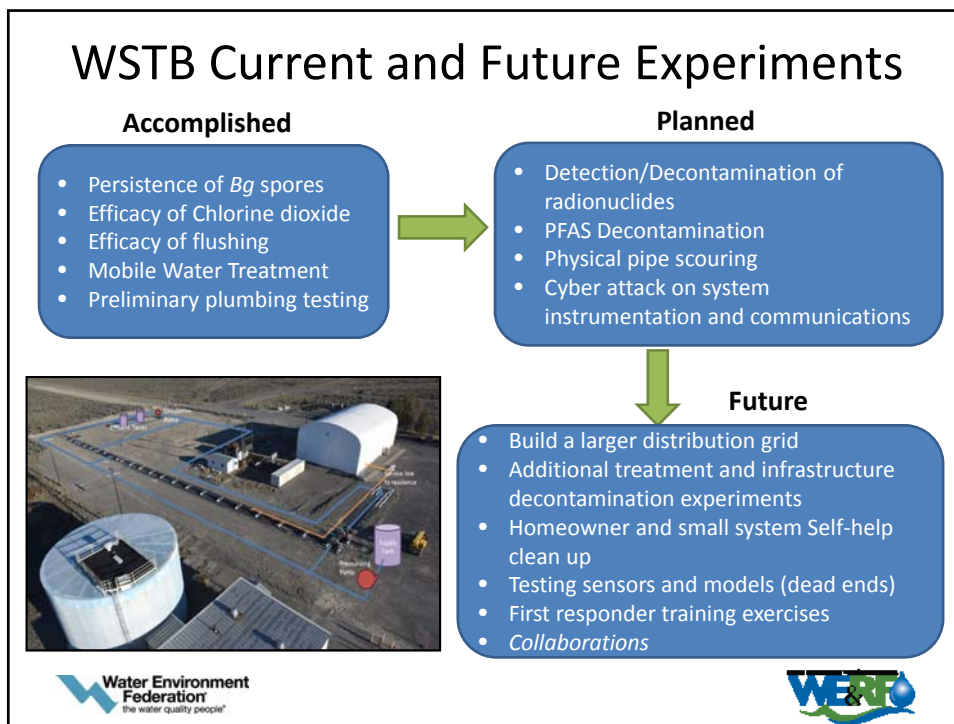 WSTB Current and Future Experiments
Accomplished
• Persistence of Bg spores
• Efficacy of Chlorine dioxide
• Efficacy of flushing
• Mobile Water Treatment
• Preliminary plumbing testing
Planned
• Detection/Decontamination of
radionuclides
• PFAS Decontamination
• Physical pipe scouring
• Cyber attack on system
instrumentation and communications
Future
• Build a larger distribution grid
• Additional treatment and infrastructure
decontamination experiments
• Homeowner and small system Self-help
clean up
• Testing sensors and models (dead ends)
• First responder training exercises
• Collaborations
Tanks
Pump
Service line
to residence
Supply
Tank
Pressurizing
Pump
Water Environment
Federation
the water quality people
WE&RF